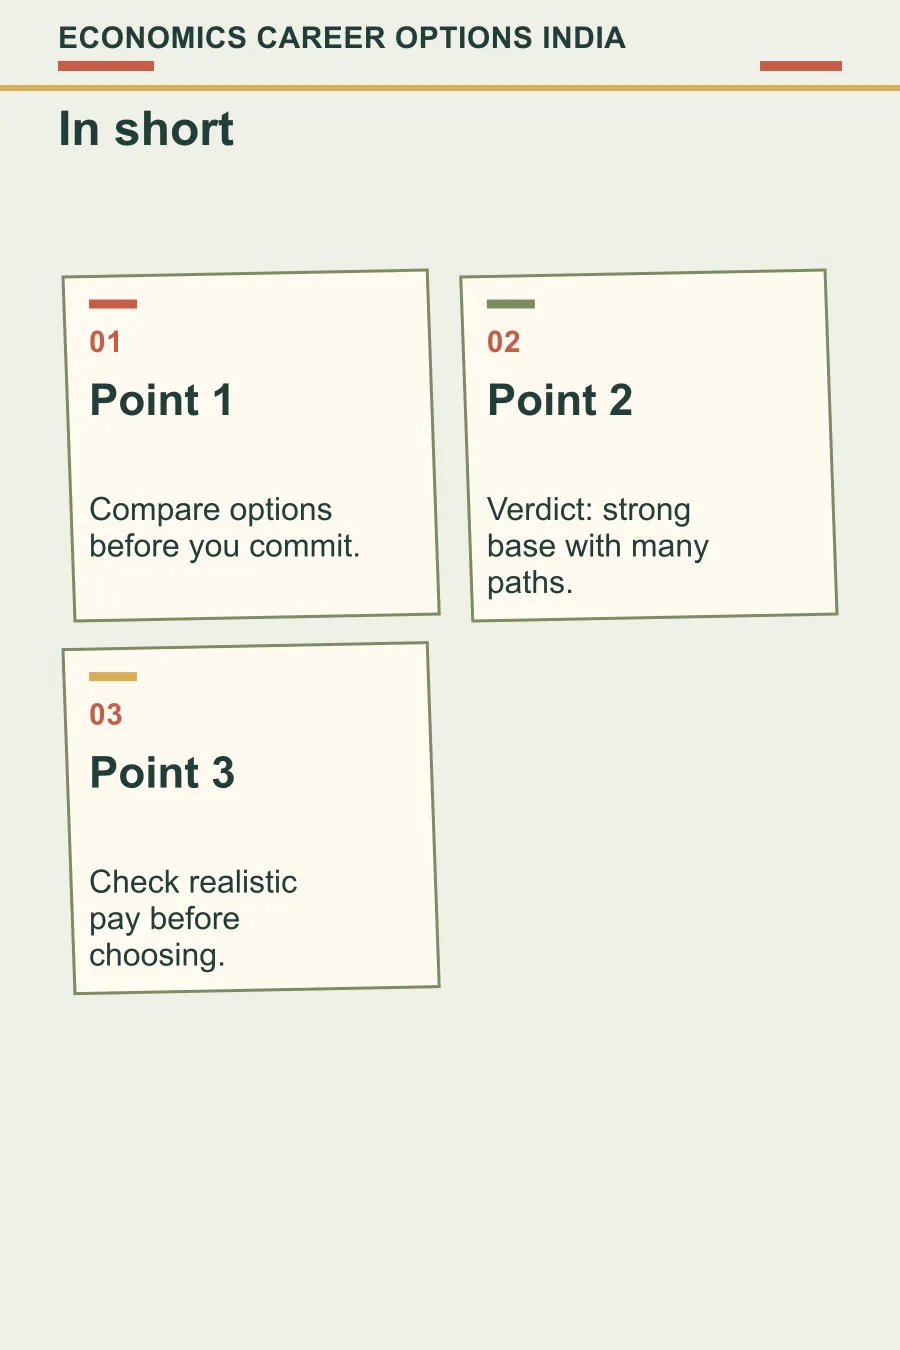 ECONOMICS CAREER OPTIONS INDIA
In short
01
Point 1
Compare options
before you commit.
02
Point 2
Verdict: strong
base with many
paths.
03
Point 3
Check realistic
pay before
choosing.